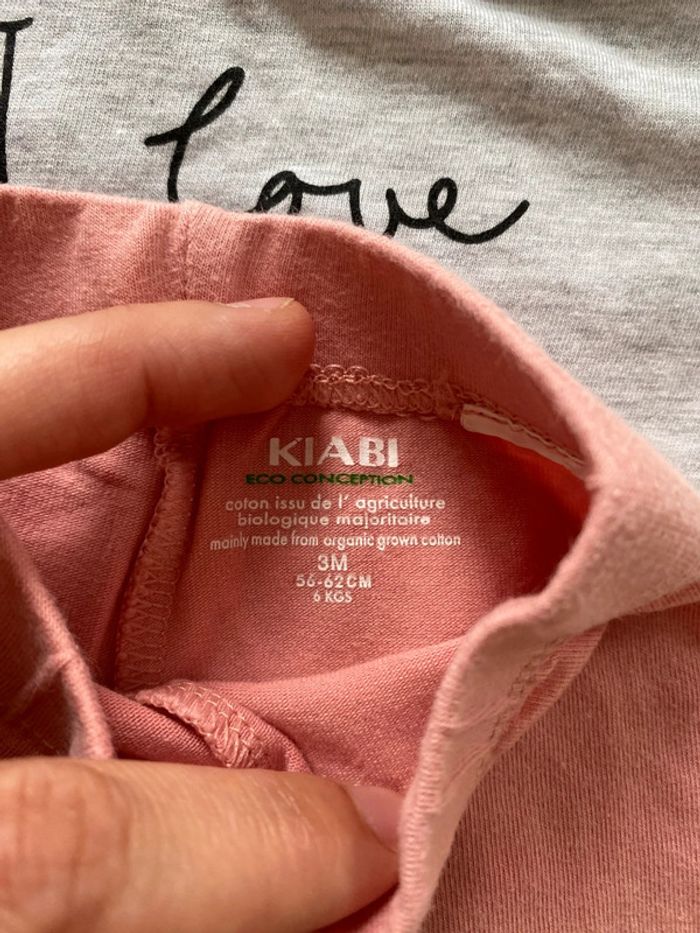 love
KIABI
ECO CONCEPTION
coton issu de l' agriculture
biologique majoritaire
mainly made from organic grown cotton
3M
56-62CM
6 KGS